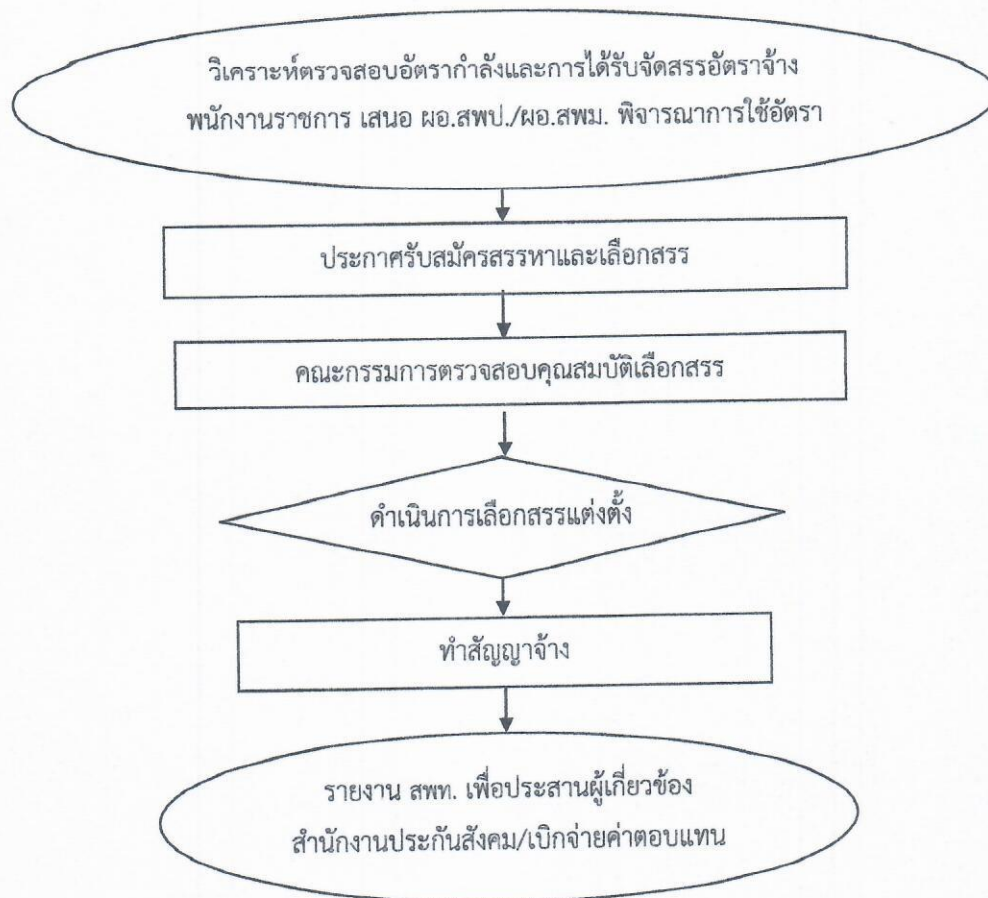 วิเคราะห์ตรวจสอบอัตรากำลังและการได้รับจัดสรรอัตราจ้าง
พนักงานราชการ เสนอ ผอ.สพป./ผอ.สพม. พิจารณาการใช้อัตรา
ประกาศรับสมัครสรรหาและเลือกสรร
คณะกรรมการตรวจสอบคุณสมบัติเลือกสรร
ดำเนินการเลือกสรรแต่งตั้ง
ทำสัญญาจ้าง
รายงาน สพท. เพื่อประสานผู้เกี่ยวข้อง
สำนักงานประกันสังคม/เบิกจ่ายค่าตอบแทน